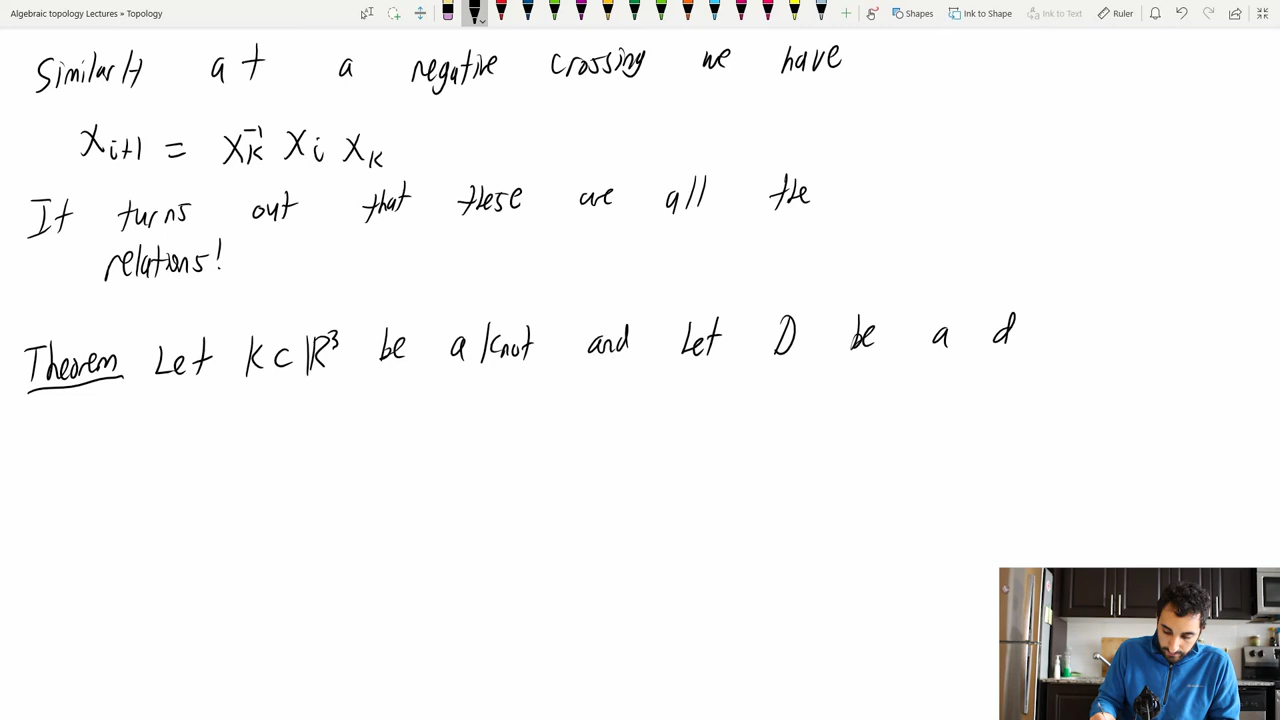 Algebraic topology Lectures » Topology
Shapes Ink to Shape Ink to Text Ruler
Similarly at a negative crossing we have
X_{i+1} = X_k^{-1} X_i X_k
It turns out that these are all the
relations!
Theorem Let K ⊂ ℝ³ be a knot and let D be a d